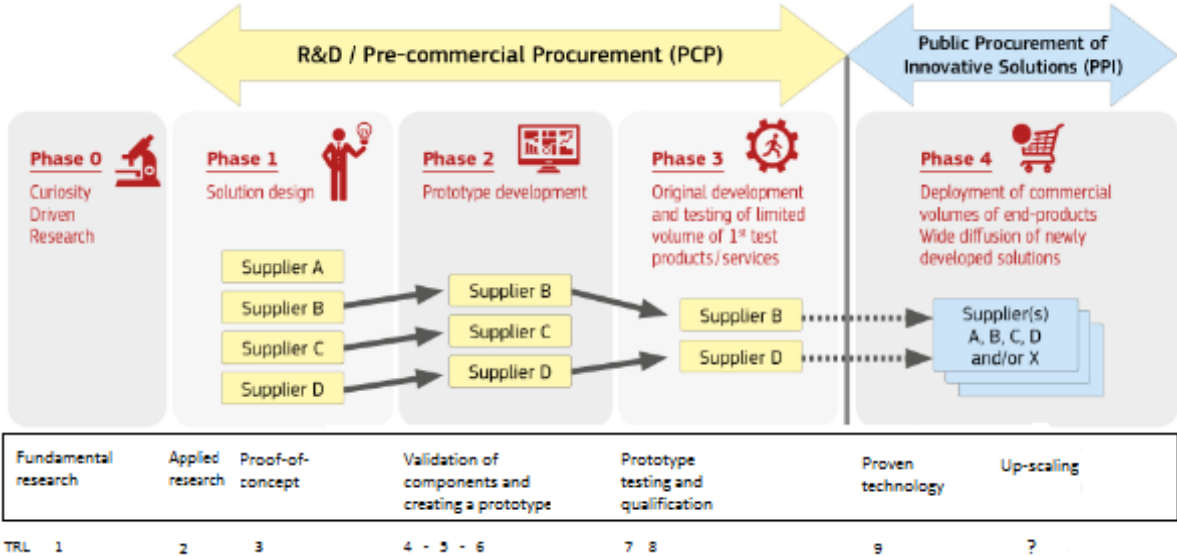 R&D / Pre-commercial Procurement (PCP)
Public Procurement of
Innovative Solutions (PPI)
Phase 0
Curiosity
Driven
Research
Phase 1
Solution design
Supplier A
Supplier B
Supplier C
Supplier D
Phase 2
Prototype development
Supplier B
Supplier C
Supplier D
Phase 3
Original development
and testing of limited
volume of 1st test
products/services
Supplier B
Supplier D
Phase 4
Deployment of commercial
volumes of end-products
Wide diffusion of newly
developed solutions
Supplier(s)
A, B, C, D
and/or X
Fundamental
research
Applied
research
Proof-of-
concept
Validation of
components and
creating a prototype
Prototype
testing and
qualification
Proven
technology
Up-scaling
TRL 1 2 3 4 - 5 - 6 7 8 9 ?